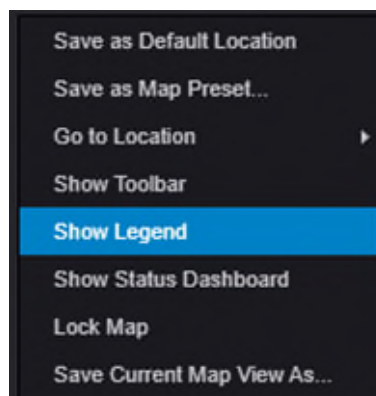 Save as Default Location
Save as Map Preset...
Go to Location
Show Toolbar
Show Legend
Show Status Dashboard
Lock Map
Save Current Map View As...